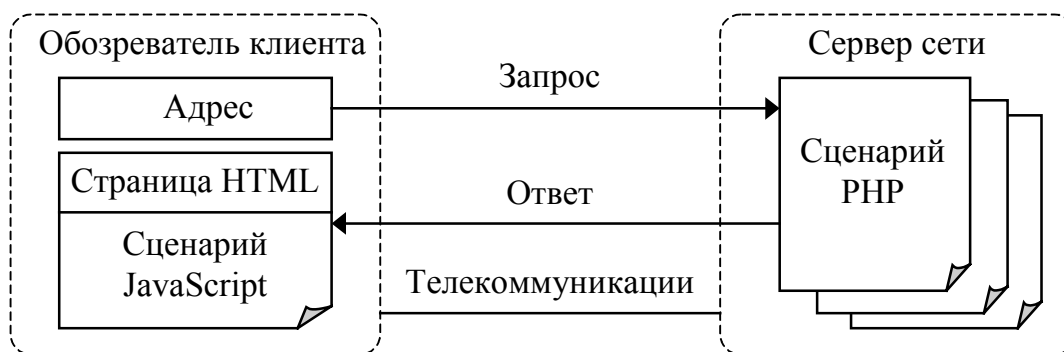 Обозреватель клиента
Адрес
Страница HTML
Сценарий
JavaScript
Запрос
Ответ
Телекоммуникации
Сервер сети
Сценарий
PHP